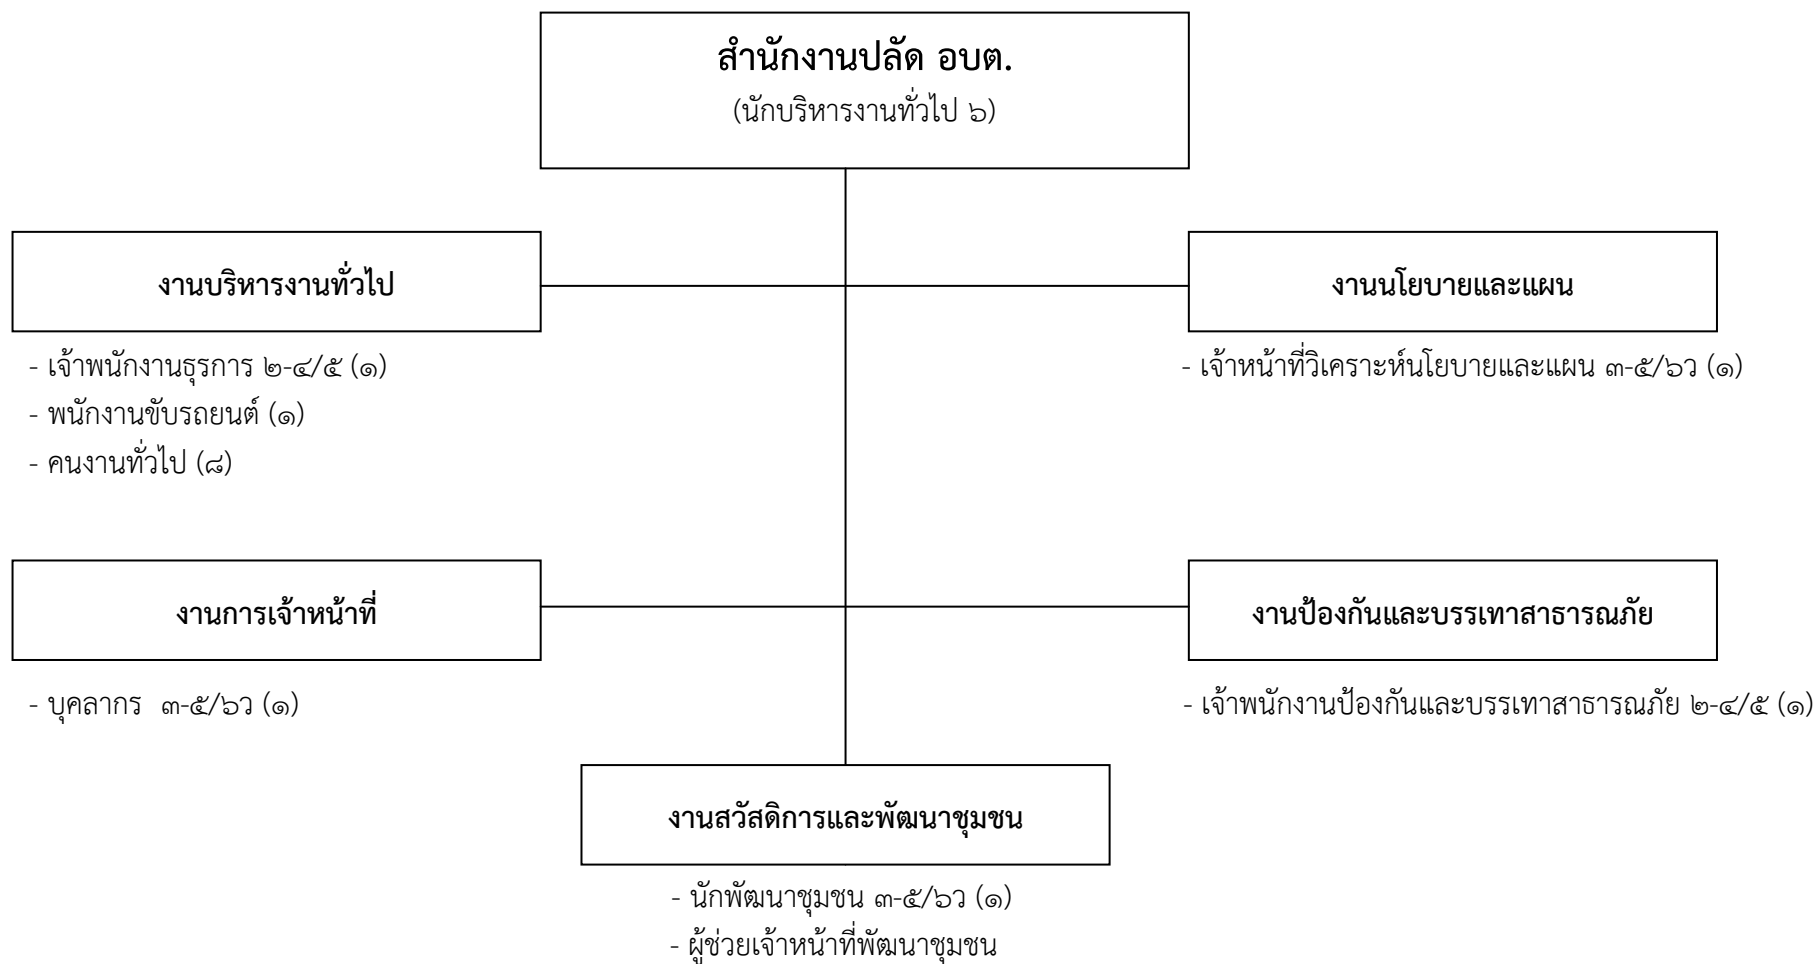 สำนักงานปลัด อบต.
(นักบริหารงานทั่วไป ๖)
งานบริหารงานทั่วไป
- เจ้าพนักงานธุรการ ๒-๔/๕ (๑)
- พนักงานขับรถยนต์ (๑)
- คนงานทั่วไป (๘)
งานนโยบายและแผน
- เจ้าหน้าที่วิเคราะห์นโยบายและแผน ๓-๕/๖ว (๑)
งานการเจ้าหน้าที่
- บุคลากร ๓-๕/๖ว (๑)
งานป้องกันและบรรเทาสาธารณภัย
- เจ้าพนักงานป้องกันและบรรเทาสาธารณภัย ๒-๔/๕ (๑)
งานสวัสดิการและพัฒนาชุมชน
- นักพัฒนาชุมชน ๓-๕/๖ว (๑)
- ผู้ช่วยเจ้าหน้าที่พัฒนาชุมชน